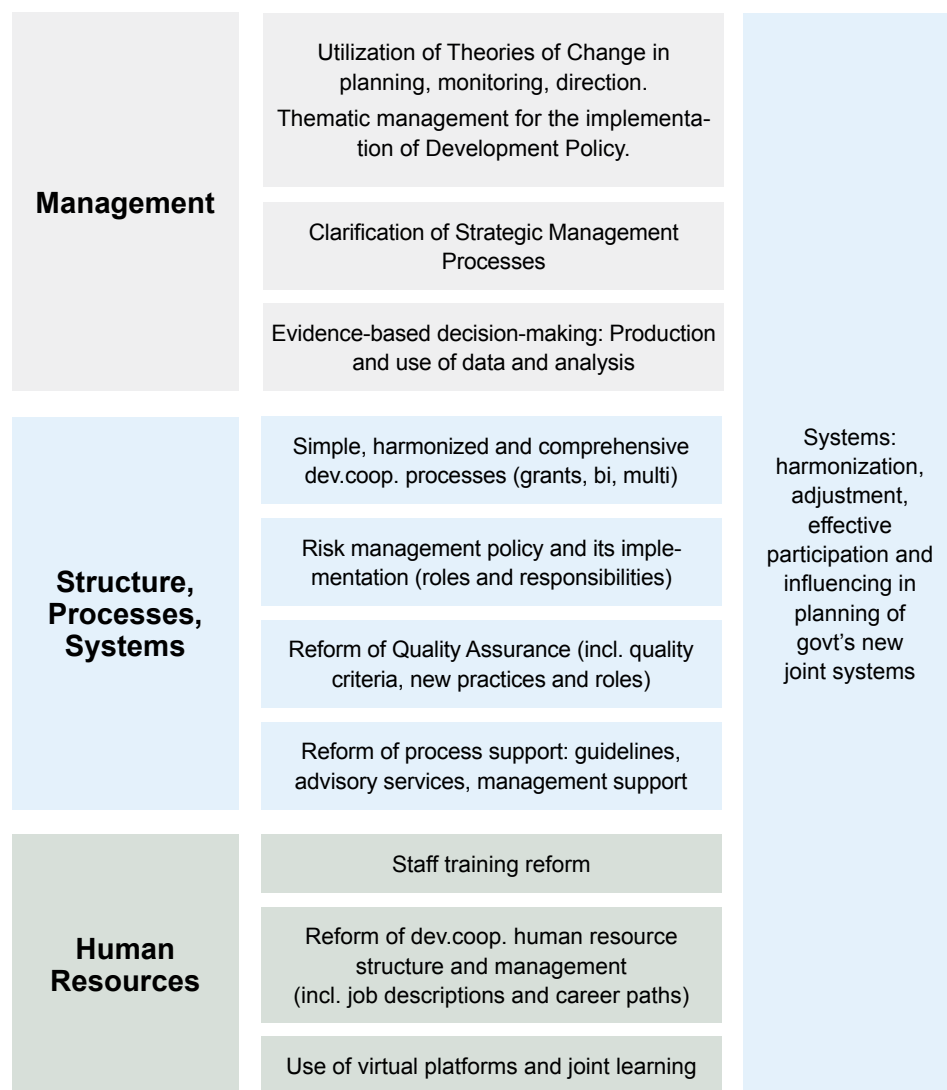 Management
Utilization of Theories of Change in
planning, monitoring, direction.
Thematic management for the implementa-
tion of Development Policy.
Clarification of Strategic Management
Processes
Evidence-based decision-making: Production
and use of data and analysis
Structure,
Processes,
Systems
Simple, harmonized and comprehensive
dev.coop. processes (grants, bi, multi)
Risk management policy and its imple-
mentation (roles and responsibilities)
Reform of Quality Assurance (incl. quality
criteria, new practices and roles)
Reform of process support: guidelines,
advisory services, management support
Human
Resources
Staff training reform
Reform of dev.coop. human resource
structure and management
(incl. job descriptions and career paths)
Use of virtual platforms and joint learning
Systems:
harmonization,
adjustment,
effective
participation and
influencing in
planning of
govt's new
joint systems